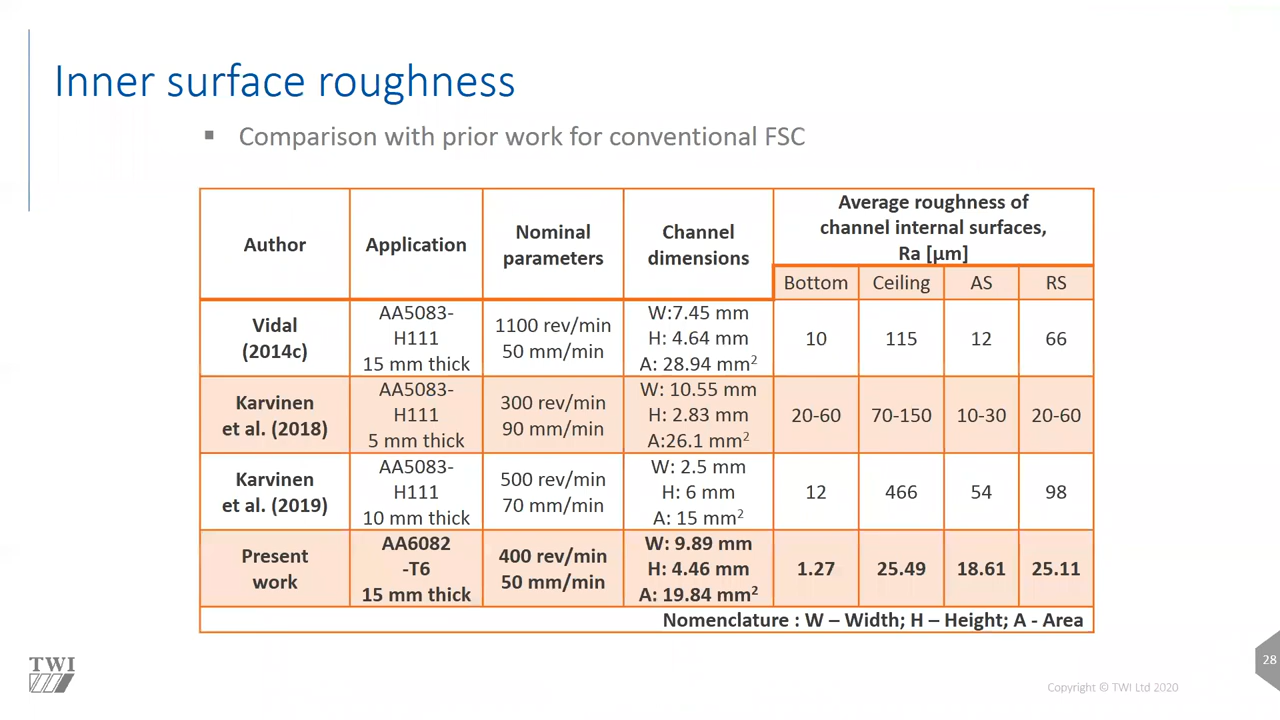 Inner surface roughness
▪ Comparison with prior work for conventional FSC
Author
Application
Nominal
parameters
Channel
dimensions
Average roughness of
channel internal surfaces,
Ra [µm]
Bottom
Ceiling
AS
RS
Vidal
(2014c)
AA5083-
H111
15 mm thick
1100 rev/min
50 mm/min
W:7.45 mm
H: 4.64 mm
A: 28.94 mm²
10
115
12
66
Karvinen
et al. (2018)
AA5083-
H111
5 mm thick
300 rev/min
90 mm/min
W: 10.55 mm
H: 2.83 mm
A:26.1 mm²
20-60
70-150
10-30
20-60
Karvinen
et al. (2019)
AA5083-
H111
10 mm thick
500 rev/min
70 mm/min
W: 2.5 mm
H: 6 mm
A: 15 mm²
12
466
54
98
Present
work
AA6082
-T6
15 mm thick
400 rev/min
50 mm/min
W: 9.89 mm
H: 4.46 mm
A: 19.84 mm²
1.27
25.49
18.61
25.11
Nomenclature : W – Width; H – Height; A - Area
TWI
Copyright © TWI Ltd 2020
28